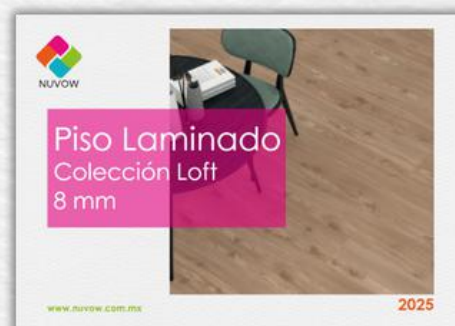 NUVOW
Piso Laminado
Colección Loft
8 mm
www.nuvow.com.mx
2025